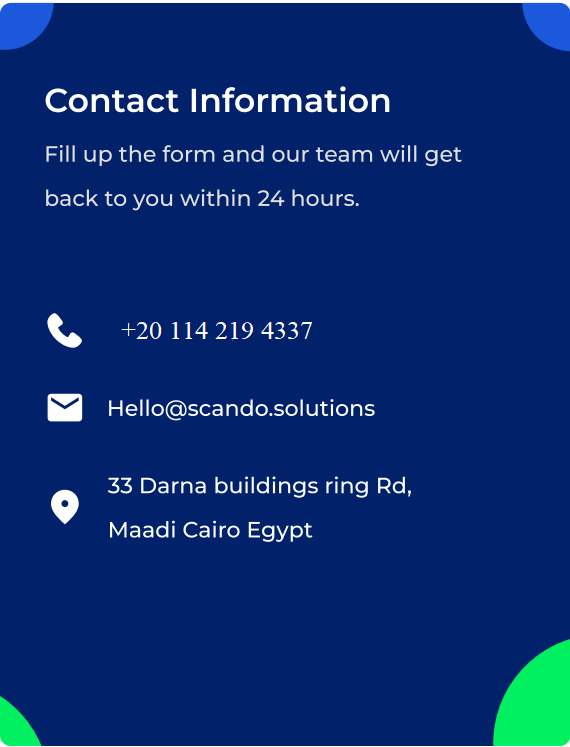 Contact Information
Fill up the form and our team will get
back to you within 24 hours.
+20 114 219 4337
Hello@scando.solutions
33 Darna buildings ring Rd,
Maadi Cairo Egypt